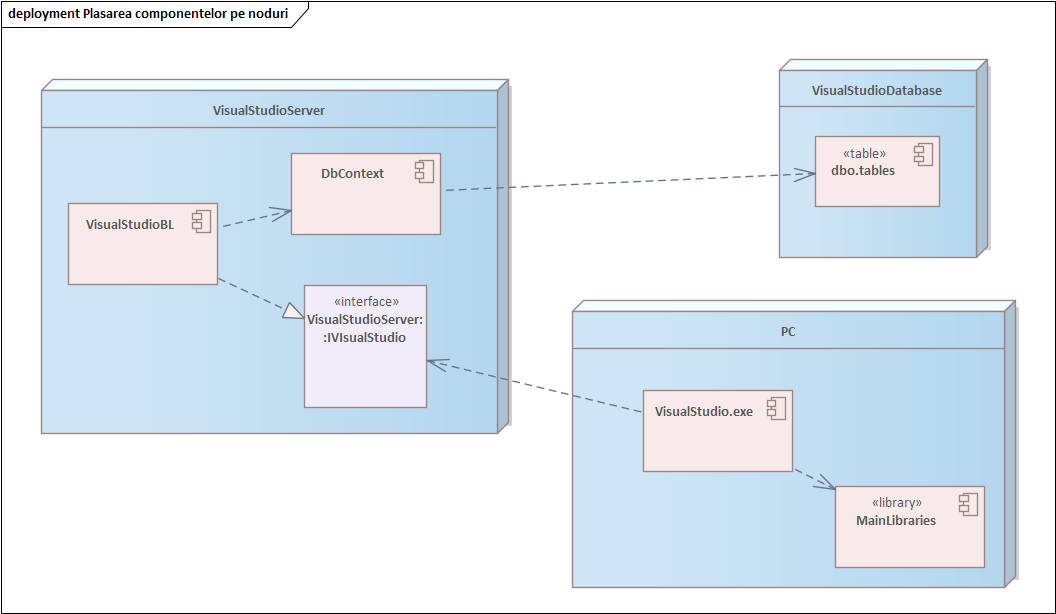 deployment Plasarea componentelor pe noduri
VisualStudioServer
DbContext
VisualStudioBL
«interface»
VisualStudioServer:
:IVIsualStudio
VisualStudioDatabase
«table»
dbo.tables
PC
VisualStudio.exe
«library»
MainLibraries